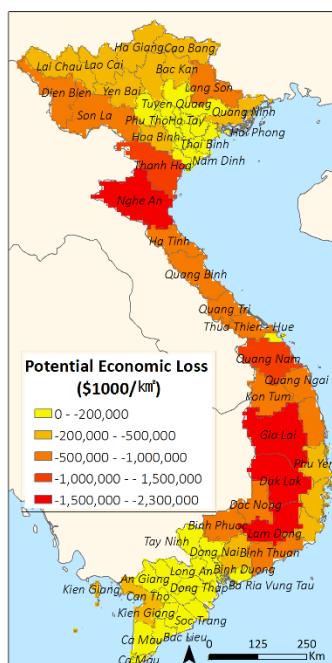 Ha Giang
Cao Bang
Lai Chau
Lao Cai
Bac Kan
Dien Bien
Yen Bai
Lang Son
Tuyen Quang
Son La
Phu Tho
Ha Tay
Quang Ninh
Hai Phong
Hoa Binh
Thai Binh
Thanh Hoa
Nam Dinh
Nghe An
Ha Tinh
Quang Binh
Quang Tri
Thua Thien - Hue
Quang Nam
Quang Ngai
Kon Tum
Gia Lai
Phu Yen
Dak Lak
Dac Nong
Binh Phuoc
Lam Dong
Tay Ninh
Dong Nai
Binh Thuan
Long An
Binh Duong
An Giang
Dong Thap
Ba Ria Vung Tau
Kien Giang
Can Tho
Kien Giang
Soc Trang
Ca Mau
Bac Lieu
Ca Mau
Potential Economic Loss
($1000/㎢)
0 - -200,000
-200,000 - -500,000
-500,000 - -1,000,000
-1,000,000 - - 1,500,000
-1,500,000 - -2,300,000
0 125 250
Km